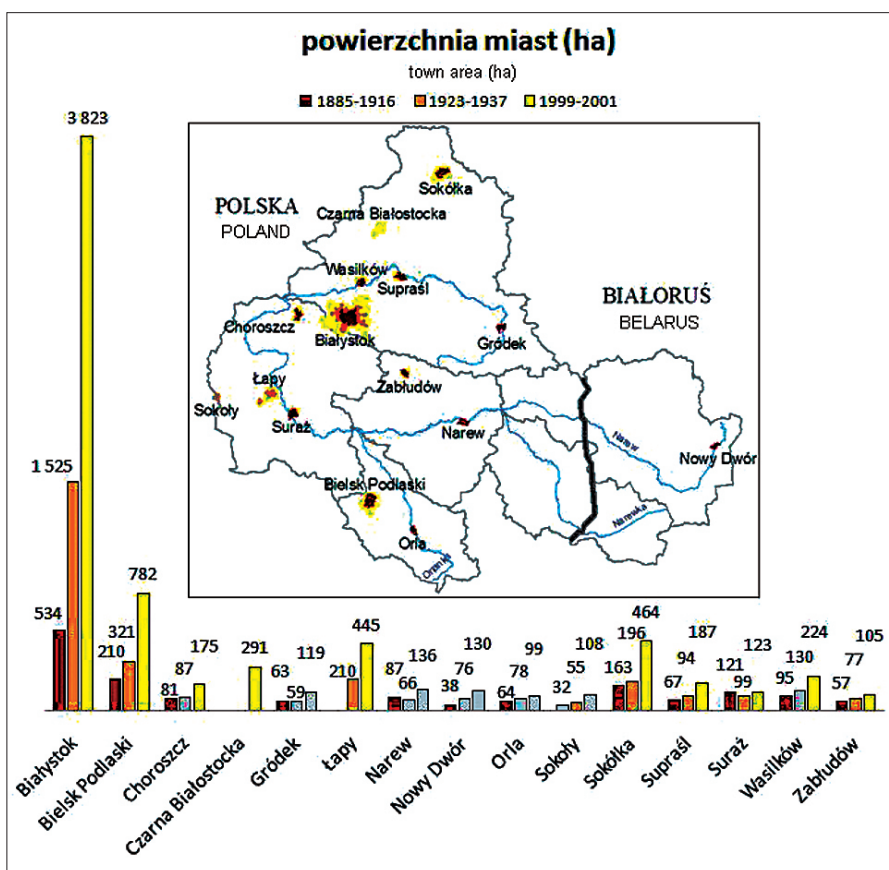 powierzchnia miast (ha)
town area (ha)
1885-1916 1923-1937 1999-2001
3 823
1 525
534
210 321 782
81 87 175
291
63 59 119
210 445
87 66 136
38 76 130
64 78 99
32 55 108
163 196 464
67 94 187
121 99 123
95 130 224
57 77 105
POLSKA
POLAND
BIAŁORUŚ
BELARUS
Sokółka
Czarna Białostocka
Wasilków
Supraśl
Choroszcz
Białystok
Gródek
Łapy
Zabłudów
Sokoły
Suraż
Narew
Narew
Nowy Dwór
Bielsk Podlaski
Narewka
Orla
Białystok
Bielsk Podlaski
Choroszcz
Czarna Białostocka
Gródek
Łapy
Narew
Nowy Dwór
Orla
Sokoły
Sokółka
Supraśl
Suraż
Wasilków
Zabłudów